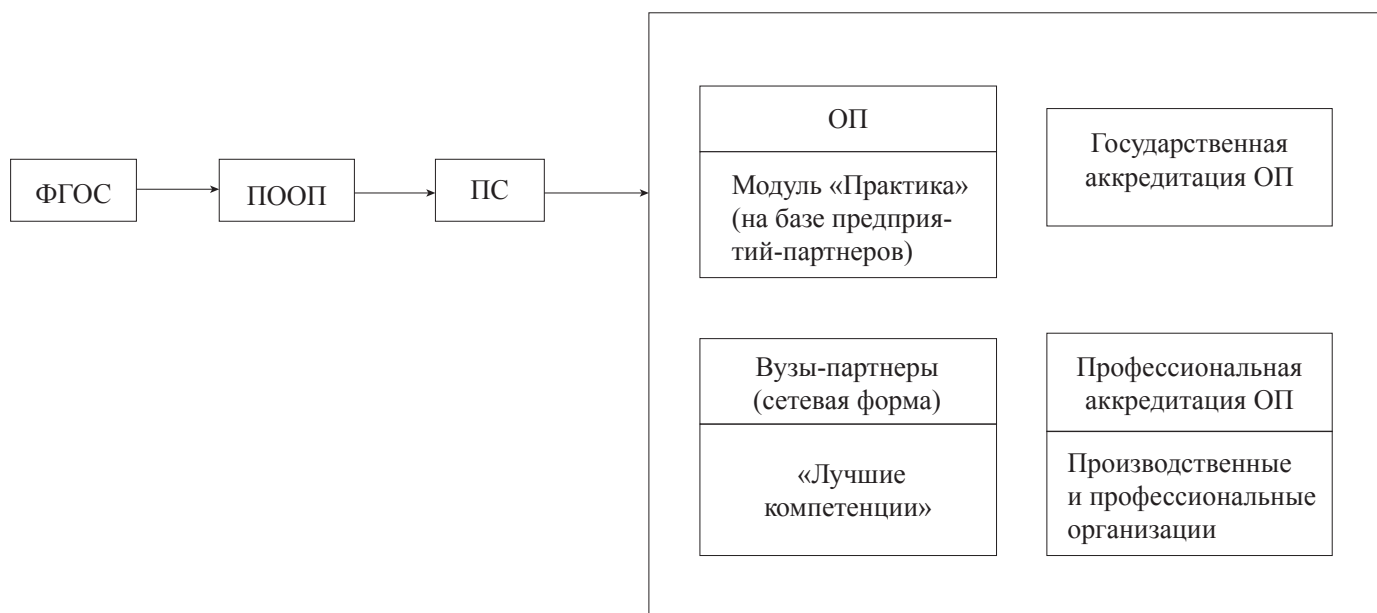 ФГОС
ПООП
ПС
ОП
Модуль «Практика»
(на базе предприя-
тий-партнеров)
Государственная
аккредитация ОП
Вузы-партнеры
(сетевая форма)
«Лучшие
компетенции»
Профессиональная
аккредитация ОП
Производственные
и профессиональные
организации